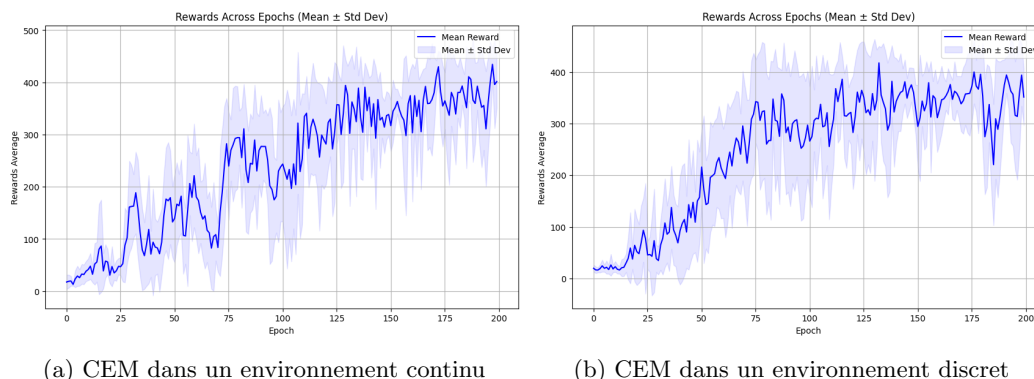 Rewards Across Epochs (Mean ± Std Dev)
500
400
300
200
100
0
Rewards Average
0
25
50
75
100
125
150
175
200
Epoch
Mean Reward
Mean ± Std Dev
(a) CEM dans un environnement continu
Rewards Across Epochs (Mean ± Std Dev)
400
300
200
100
0
Rewards Average
0
25
50
75
100
125
150
175
200
Epoch
Mean Reward
Mean ± Std Dev
(b) CEM dans un environnement discret